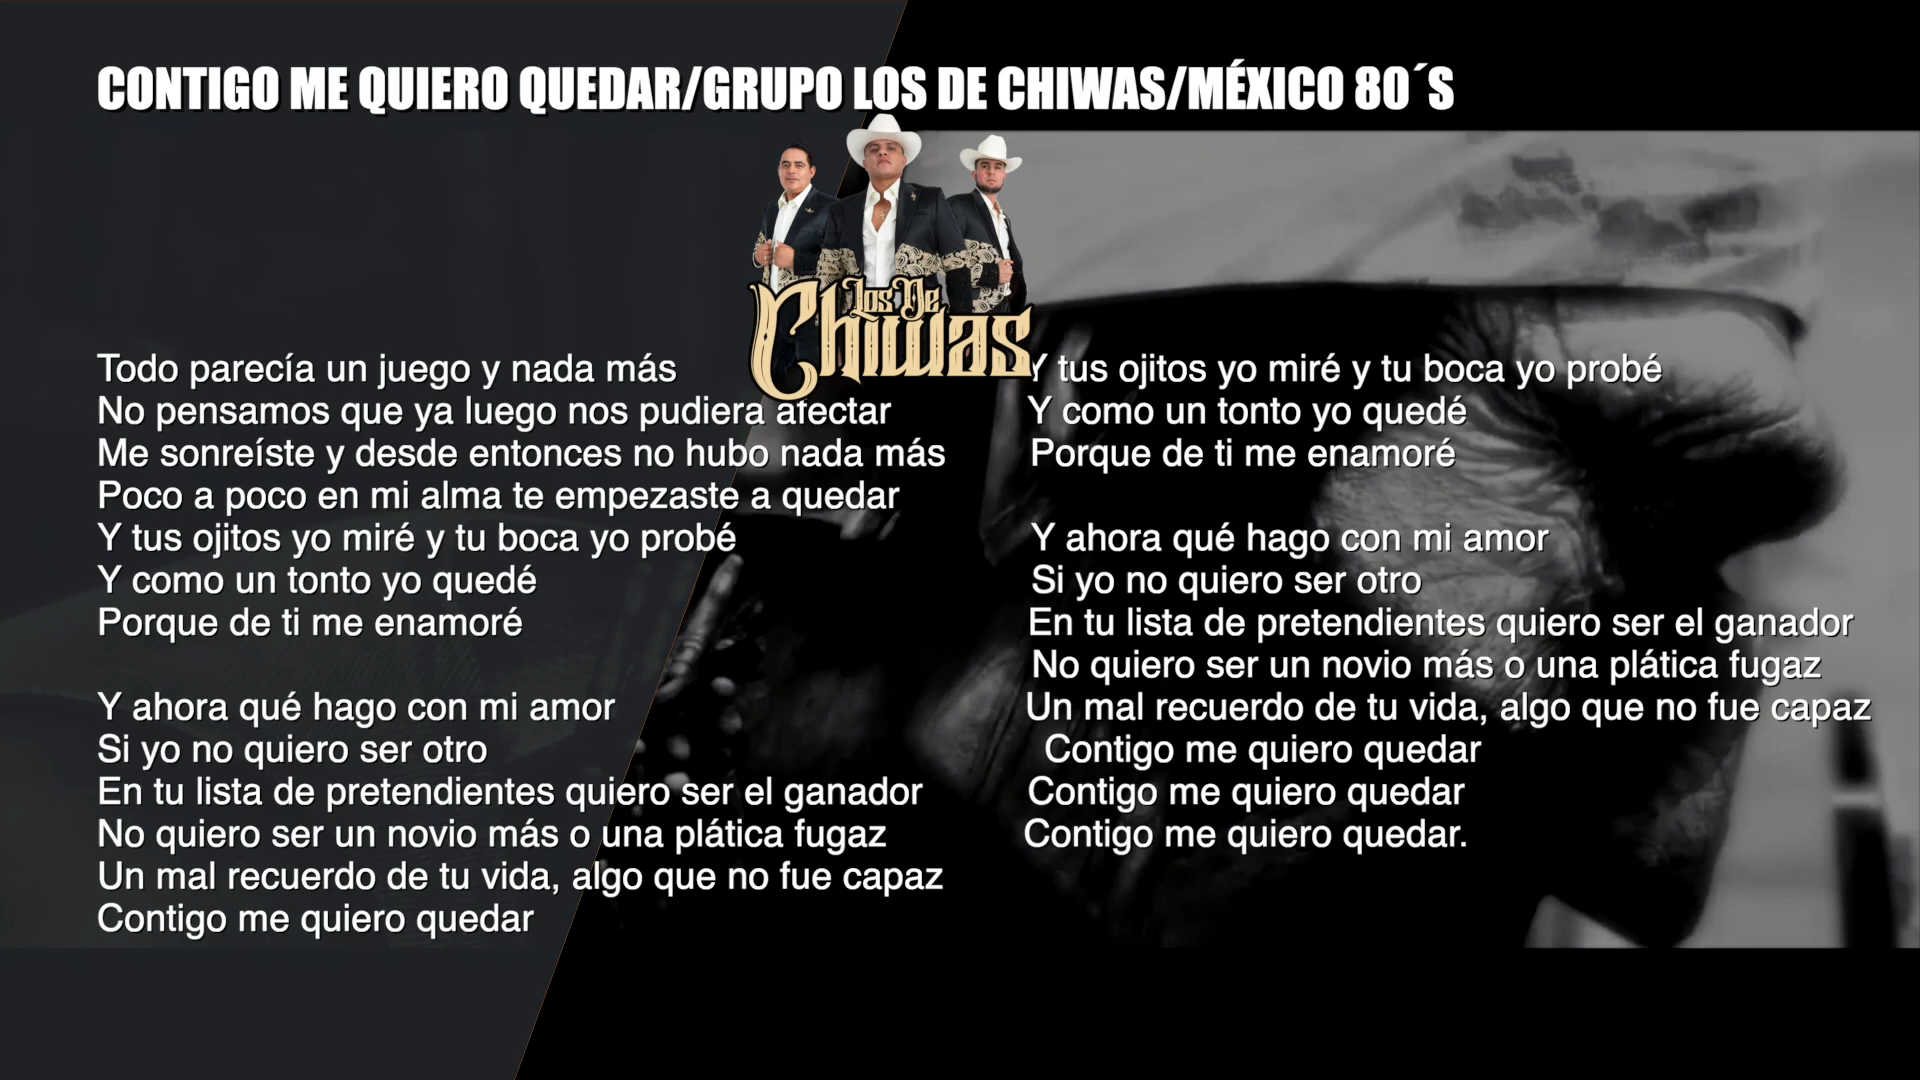 CONTIGO ME QUIERO QUEDAR/GRUPO LOS DE CHIWAS/MÉXICO 80´S
Los De
Chiwas
Todo parecía un juego y nada más
No pensamos que ya luego nos pudiera afectar
Me sonreíste y desde entonces no hubo nada más
Poco a poco en mi alma te empezaste a quedar
Y tus ojitos yo miré y tu boca yo probé
Y como un tonto yo quedé
Porque de ti me enamoré
Y ahora qué hago con mi amor
Si yo no quiero ser otro
En tu lista de pretendientes quiero ser el ganador
No quiero ser un novio más o una plática fugaz
Un mal recuerdo de tu vida, algo que no fue capaz
Contigo me quiero quedar
Y tus ojitos yo miré y tu boca yo probé
Y como un tonto yo quedé
Porque de ti me enamoré
Y ahora qué hago con mi amor
Si yo no quiero ser otro
En tu lista de pretendientes quiero ser el ganador
No quiero ser un novio más o una plática fugaz
Un mal recuerdo de tu vida, algo que no fue capaz
Contigo me quiero quedar
Contigo me quiero quedar
Contigo me quiero quedar.